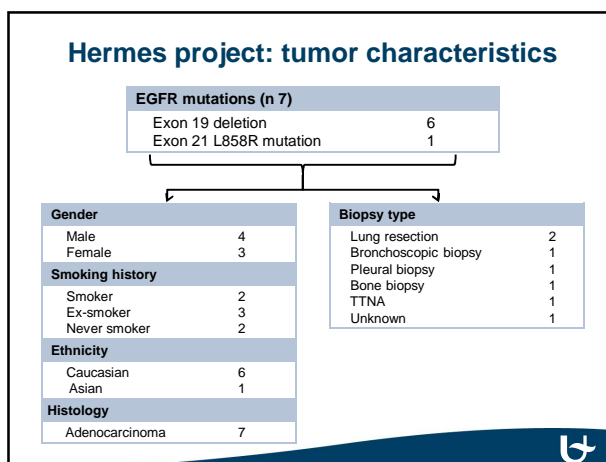 Hermes project: tumor characteristics
EGFR mutations (n 7)
Exon 19 deletion 6
Exon 21 L858R mutation 1
Gender
Male 4
Female 3
Smoking history
Smoker 2
Ex-smoker 3
Never smoker 2
Ethnicity
Caucasian 6
Asian 1
Histology
Adenocarcinoma 7
Biopsy type
Lung resection 2
Bronchoscopic biopsy 1
Pleural biopsy 1
Bone biopsy 1
TTNA 1
Unknown 1